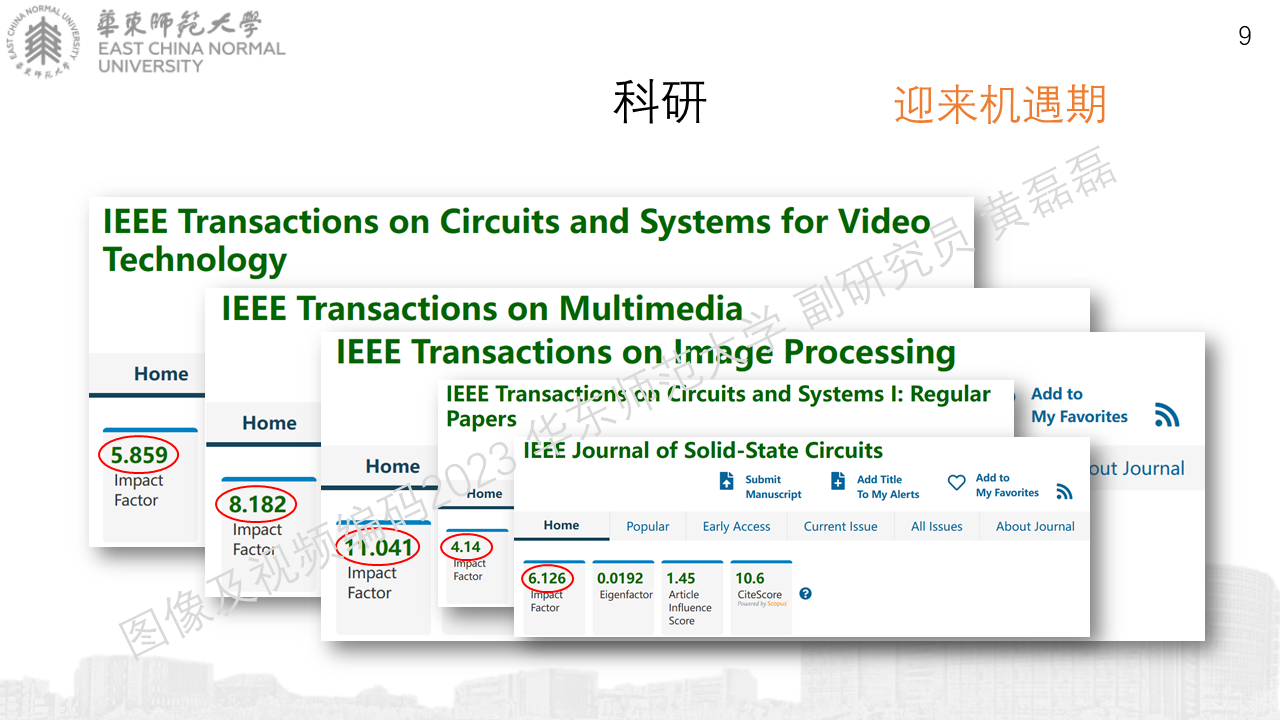 華東師範大學
EAST CHINA NORMAL
UNIVERSITY
EAST CHINA NORMAL UNIVERSITY
華東师范大学
9
科研
迎来机遇期
IEEE Transactions on Circuits and Systems for Video
Technology
Home
5.859
Impact
Factor
IEEE Transactions on Multimedia
Home
8.182
Impact
Factor
IEEE Transactions on Image Processing
Add to
My Favorites
Home
out Journal
11.041
Impact
Factor
IEEE Transactions on Circuits and Systems I: Regular
Papers
Home
4.14
Impact
Factor
IEEE Journal of Solid-State Circuits
Submit
Manuscript
Add Title
To My Alerts
Add to
My Favorites
Home
Popular
Early Access
Current Issue
All Issues
About Journal
6.126
Impact
Factor
0.0192
Eigenfactor
1.45
Article
Influence
Score
10.6
CiteScore
Powered by Scopus
?
图像及视频编码2023 华东师范大学 副研究员 黄磊磊